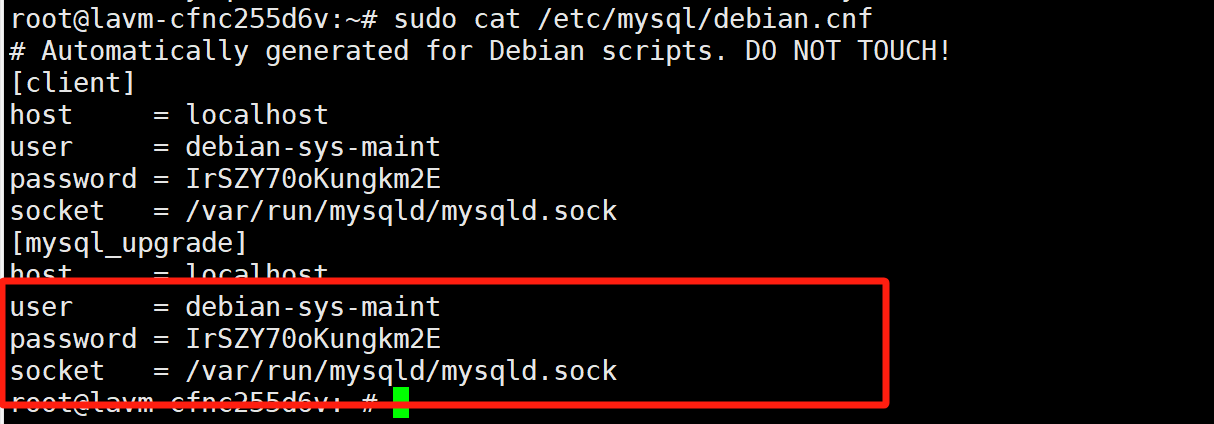 root@lavm-cfnc255d6v:~# sudo cat /etc/mysql/debian.cnf
# Automatically generated for Debian scripts. DO NOT TOUCH!
[client]
host     = localhost
user     = debian-sys-maint
password = IrSZY70oKungkm2E
socket   = /var/run/mysqld/mysqld.sock
[mysql_upgrade]
host     = localhost
user     = debian-sys-maint
password = IrSZY70oKungkm2E
socket   = /var/run/mysqld/mysqld.sock
root@lavm-cfnc255d6v:~#